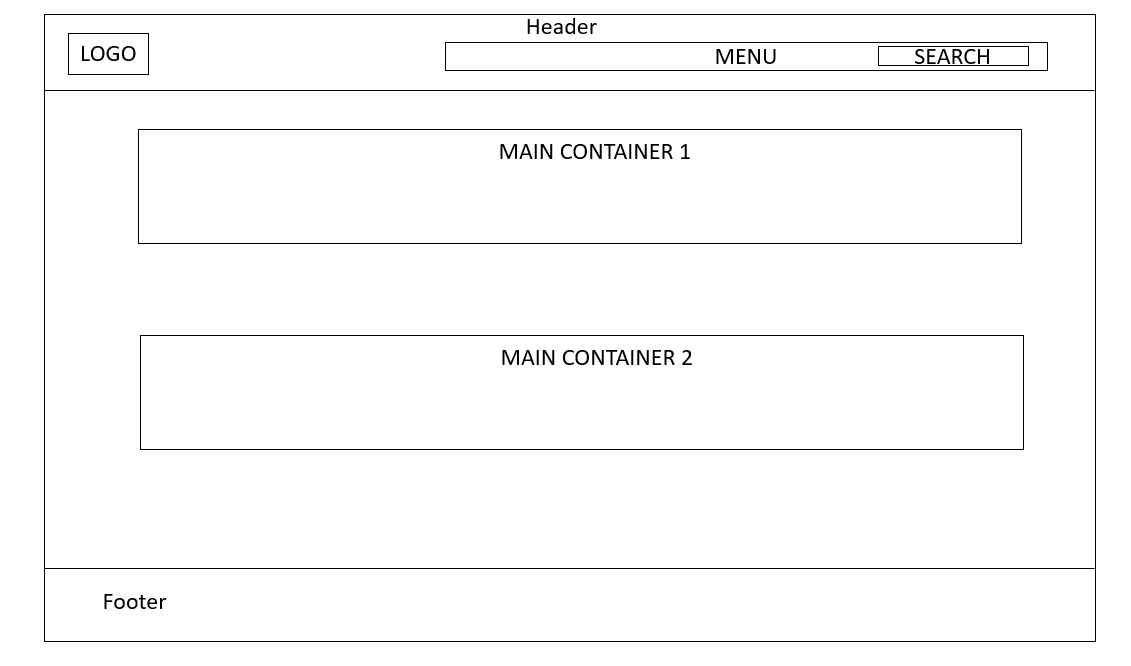 Header
LOGO
MENU
SEARCH
MAIN CONTAINER 1
MAIN CONTAINER 2
Footer